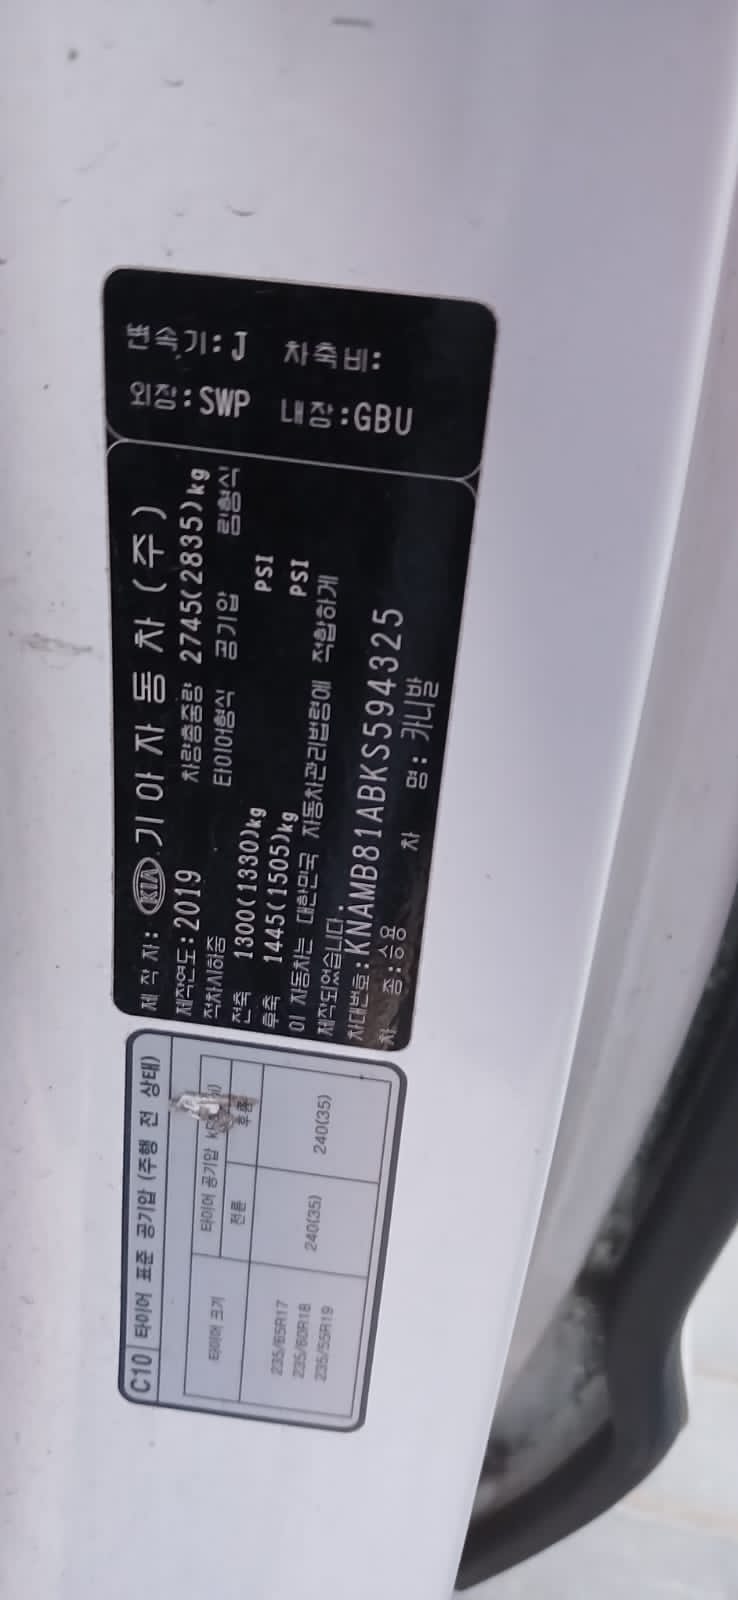 변속기:J 차축비:
외장:SWP 내장:GBU
제 작 자: KIA 기아자동차(주)
제작연도:2019 차량총중량 2745(2835)kg
적차시하중 타이어형식 공기압 림형식
전축 1300(1330)kg PSI
후축 1445(1505)kg PSI
이 자동차는 대한민국 자동차관리법령에 적합하게
제작되었습니다.
차대번호:KNAMB81ABKS594325
차 종:승용 차 명:카니발
C10 타이어 표준 공기압 (주행 전 상태)
타이어 크기 타이어 공기압
전륜
235/65R17
235/60R18 240(35) 240(35)
235/55R19